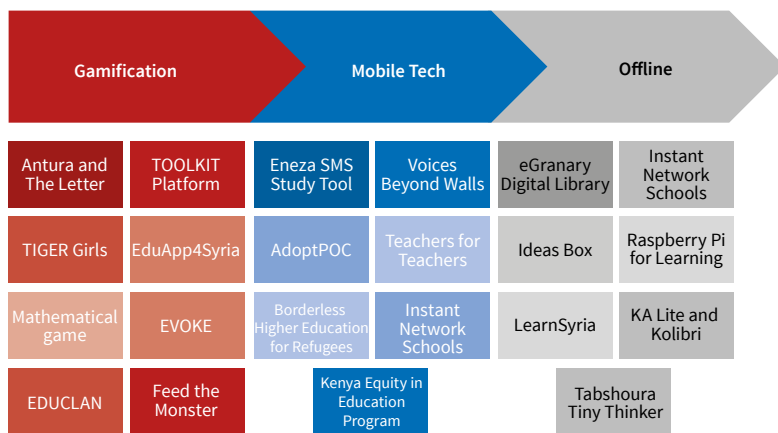 Gamification
Mobile Tech
Offline
Antura and
The Letter
TOOLKIT
Platform
Eneza SMS
Study Tool
Voices
Beyond Walls
eGranary
Digital Library
Instant
Network
Schools
TIGER Girls
EduApp4Syria
AdoptPOC
Teachers for
Teachers
Ideas Box
Raspberry Pi
for Learning
Mathematical
game
EVOKE
Borderless
Higher Education
for Refugees
Instant
Network
Schools
LearnSyria
KA Lite and
Kolibri
EDUCLAN
Feed the
Monster
Kenya Equity in
Education
Program
Tabshoura
Tiny Thinker